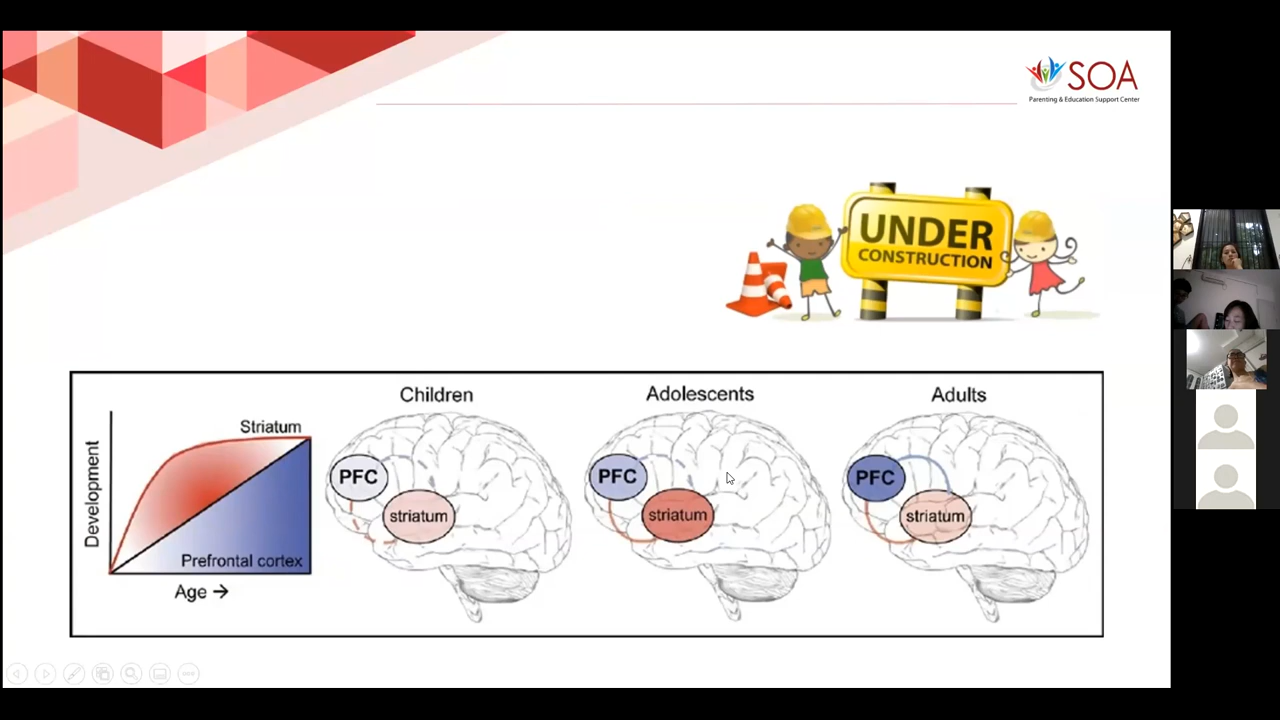 SOA
Parenting & Education Support Center
UNDER
CONSTRUCTION
Children
Adolescents
Adults
Development
Striatum
Prefrontal cortex
Age →
PFC
striatum
PFC
striatum
PFC
striatum